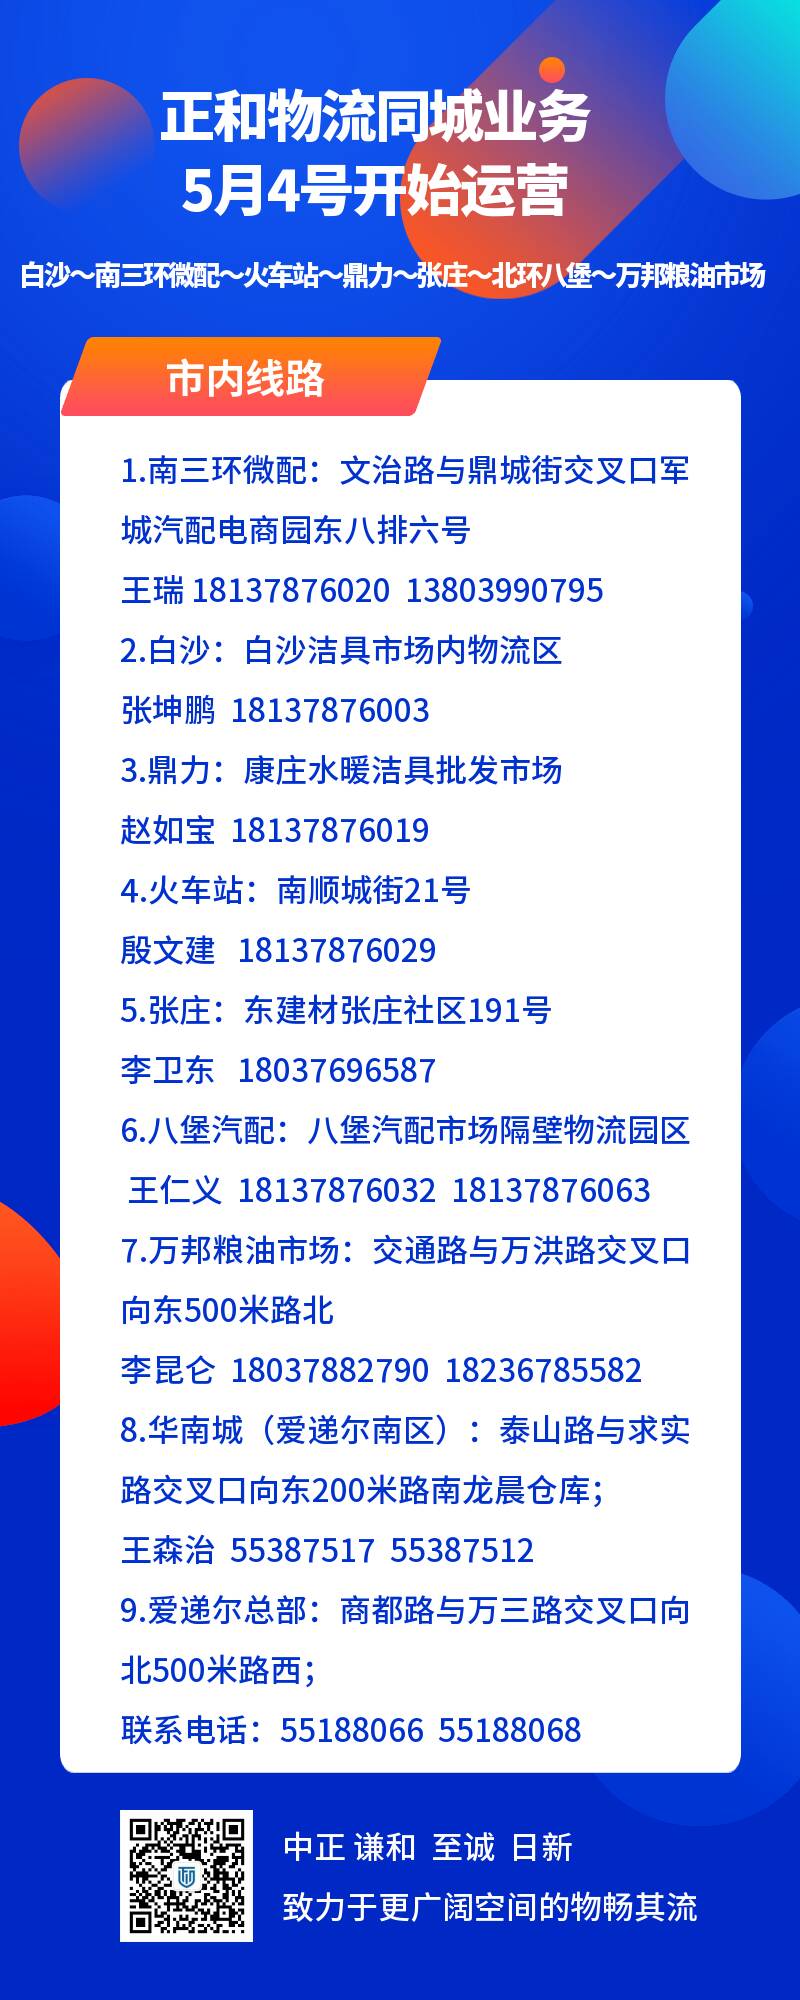 正和物流同城业务
5月4号开始运营
白沙～南三环微配～火车站～鼎力～张庄～北环八堡～万邦粮油市场
市内线路
1.南三环微配：文治路与鼎城街交叉口军
城汽配电商园东八排六号
王瑞 18137876020  13803990795
2.白沙：白沙洁具市场内物流区
张坤鹏  18137876003
3.鼎力：康庄水暖洁具批发市场
赵如宝  18137876019
4.火车站：南顺城街21号
殷文建   18137876029
5.张庄：东建材张庄社区191号
李卫东   18037696587
6.八堡汽配：八堡汽配市场隔壁物流园区
王仁义  18137876032  18137876063
7.万邦粮油市场：交通路与万洪路交叉口
向东500米路北
李昆仑  18037882790  18236785582
8.华南城（爱递尔南区）：泰山路与求实
路交叉口向东200米路南龙晨仓库；
王森治  55387517  55387512
9.爱递尔总部：商都路与万三路交叉口向
北500米路西；
联系电话：55188066  55188068
中正 谦和  至诚  日新
致力于更广阔空间的物畅其流